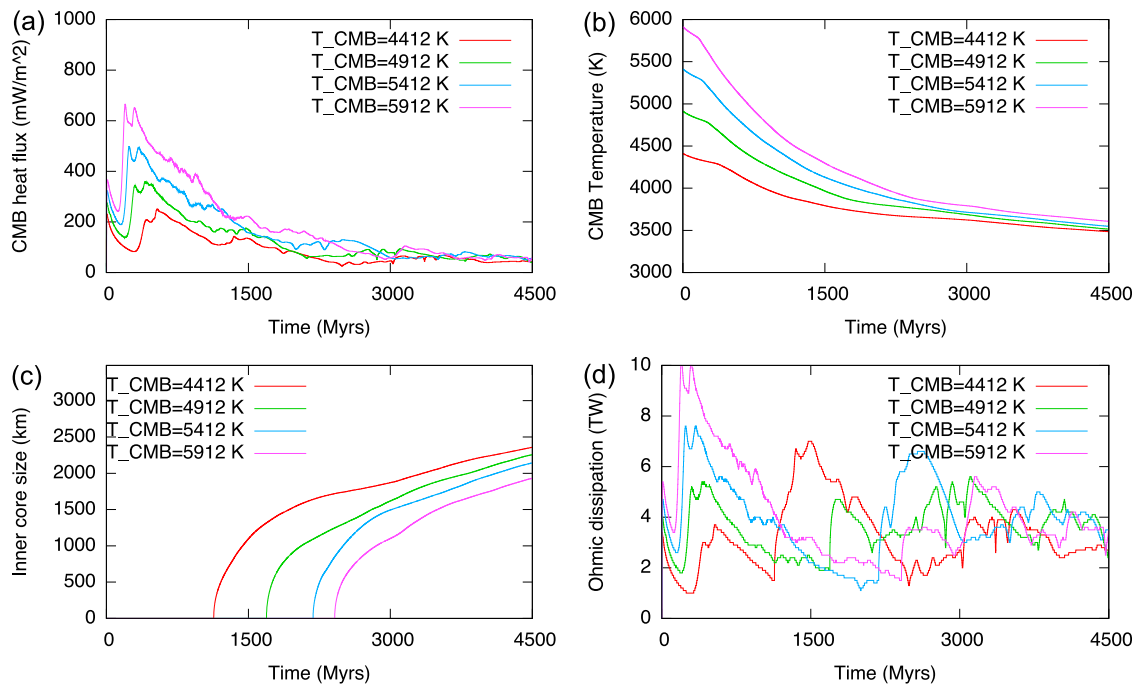 (a)
CMB heat flux (mW/m^2)
1000
800
600
400
200
0
T_CMB=4412 K
T_CMB=4912 K
T_CMB=5412 K
T_CMB=5912 K
0 1500 3000 4500
Time (Myrs)
(b)
CMB Temperature (K)
6000
5500
5000
4500
4000
3500
3000
T_CMB=4412 K
T_CMB=4912 K
T_CMB=5412 K
T_CMB=5912 K
0 1500 3000 4500
Time (Myrs)
(c)
Inner core size (km)
3000
2500
2000
1500
1000
500
0
T_CMB=4412 K
T_CMB=4912 K
T_CMB=5412 K
T_CMB=5912 K
0 1500 3000 4500
Time (Myrs)
(d)
Ohmic dissipation (TW)
10
8
6
4
2
0
T_CMB=4412 K
T_CMB=4912 K
T_CMB=5412 K
T_CMB=5912 K
0 1500 3000 4500
Time (Myrs)